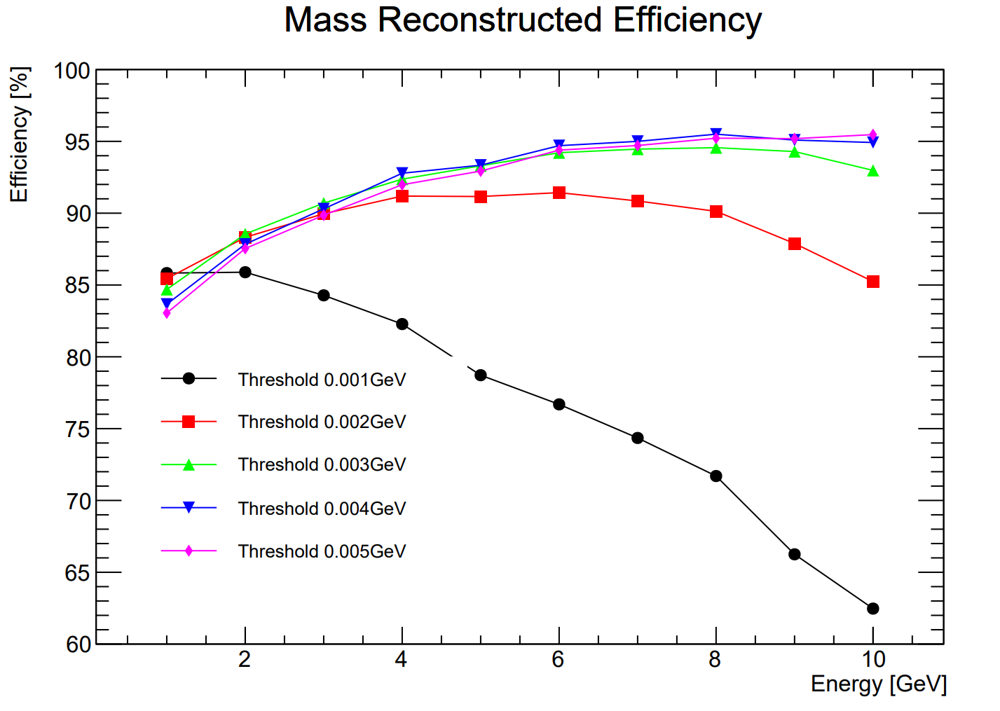 Mass Reconstructed Efficiency
Efficiency [%]
100
95
90
85
80
75
70
65
60
Threshold 0.001GeV
Threshold 0.002GeV
Threshold 0.003GeV
Threshold 0.004GeV
Threshold 0.005GeV
2 4 6 8 10
Energy [GeV]